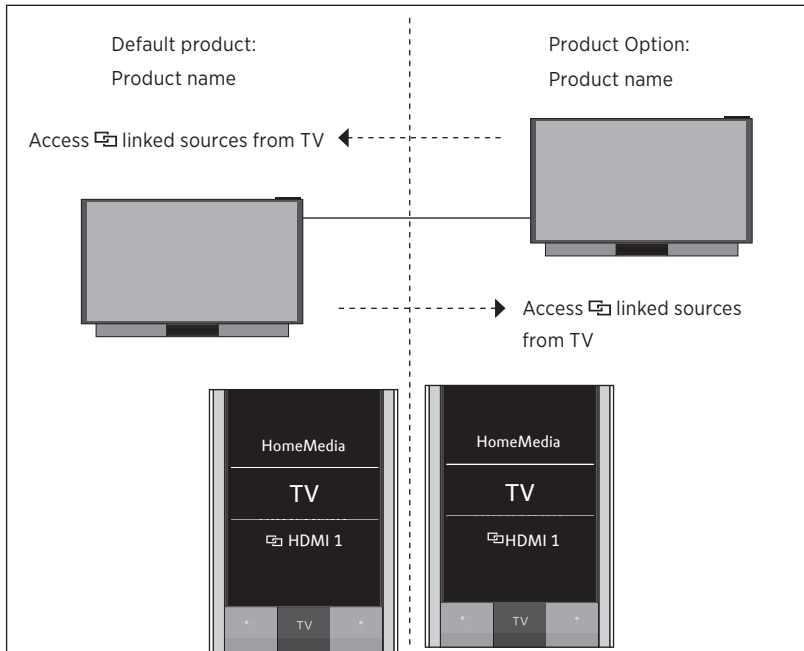 Default product:
Product name
Access linked sources from TV
Product Option:
Product name
Access linked sources
from TV
HomeMedia
TV
HDMI 1
TV
HomeMedia
TV
HDMI 1
TV